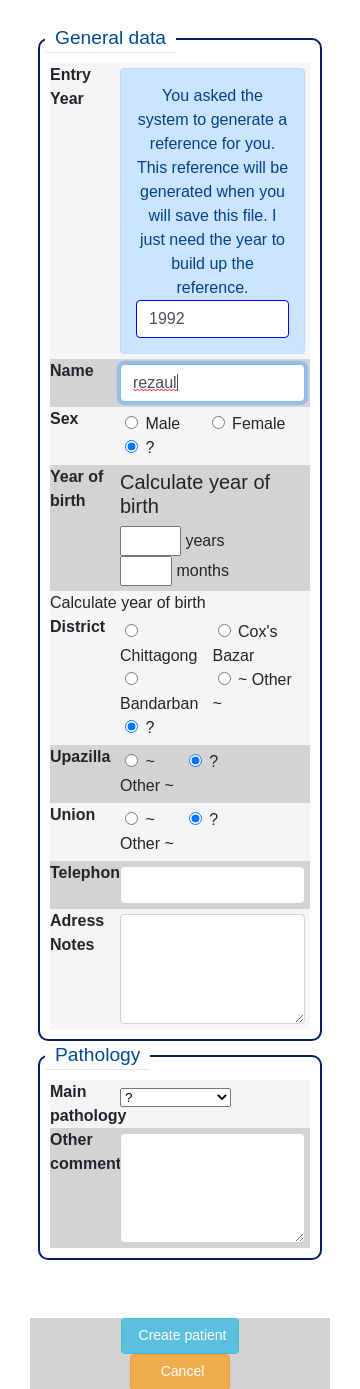 General data
Entry
Year
You asked the
system to generate a
reference for you.
This reference will be
generated when you
will save this file. I
just need the year to
build up the
reference.
1992
Name
rezaul
Sex
Male Female
?
Year of
birth
Calculate year of
birth
years
months
Calculate year of birth
District
Cox's
Chittagong Bazar
~ Other
Bandarban ~
?
Upazilla
~ ?
Other ~
Union
~ ?
Other ~
Telephon
Adress
Notes
Pathology
Main
pathology
?
Other
comment
Create patient
Cancel